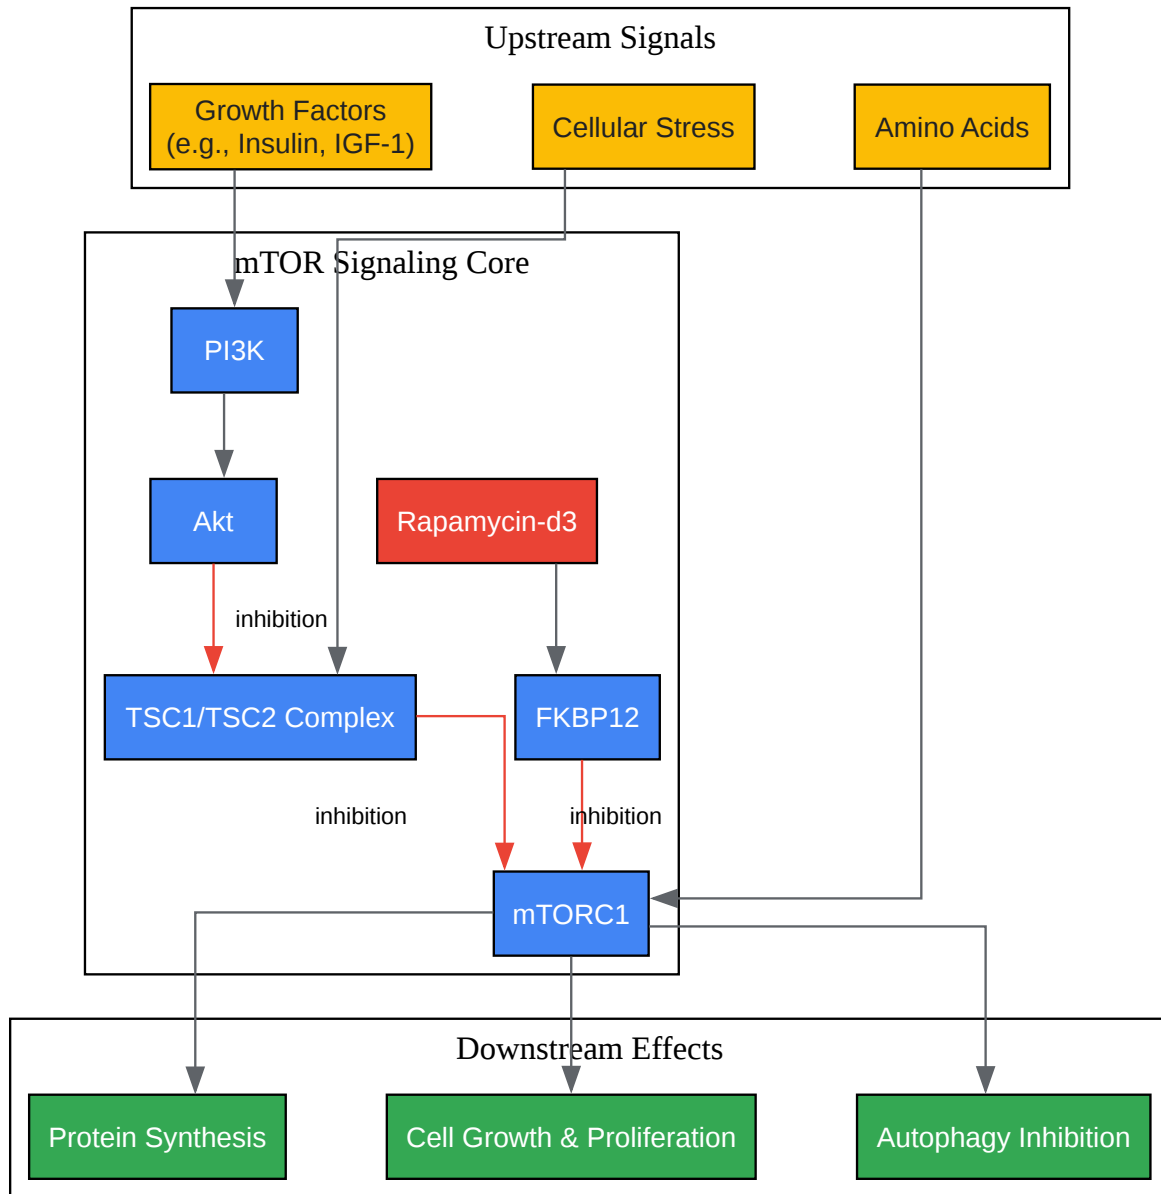 Upstream Signals
Growth Factors
(e.g., Insulin, IGF-1)
Cellular Stress
Amino Acids
mTOR Signaling Core
PI3K
Akt
Rapamycin-d3
inhibition
TSC1/TSC2 Complex
FKBP12
inhibition
inhibition
mTORC1
Downstream Effects
Protein Synthesis
Cell Growth & Proliferation
Autophagy Inhibition